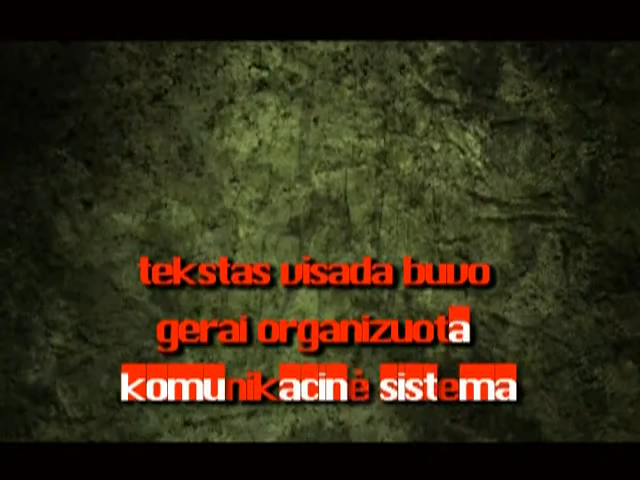 tekstas visada buvo
gerai organizuota
komunikacinė sistema